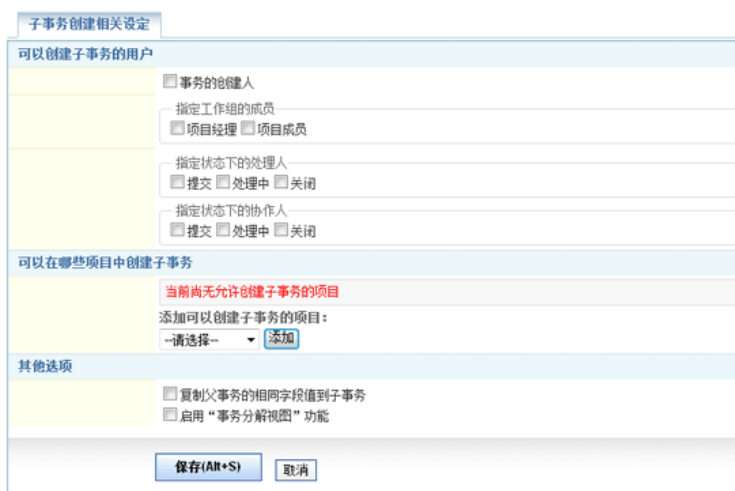 子事务创建相关设定
可以创建子事务的用户
事务的创建人
指定工作组的成员
项目经理 项目成员
指定状态下的处理人
提交 处理中 关闭
指定状态下的协作人
提交 处理中 关闭
可以在哪些项目中创建子事务
当前尚无允许创建子事务的项目
添加可以创建子事务的项目:
--请选择-- 添加
其他选项
复制父事务的相同字段值到子事务
启用“事务分解视图”功能
保存(Alt+S) 取消